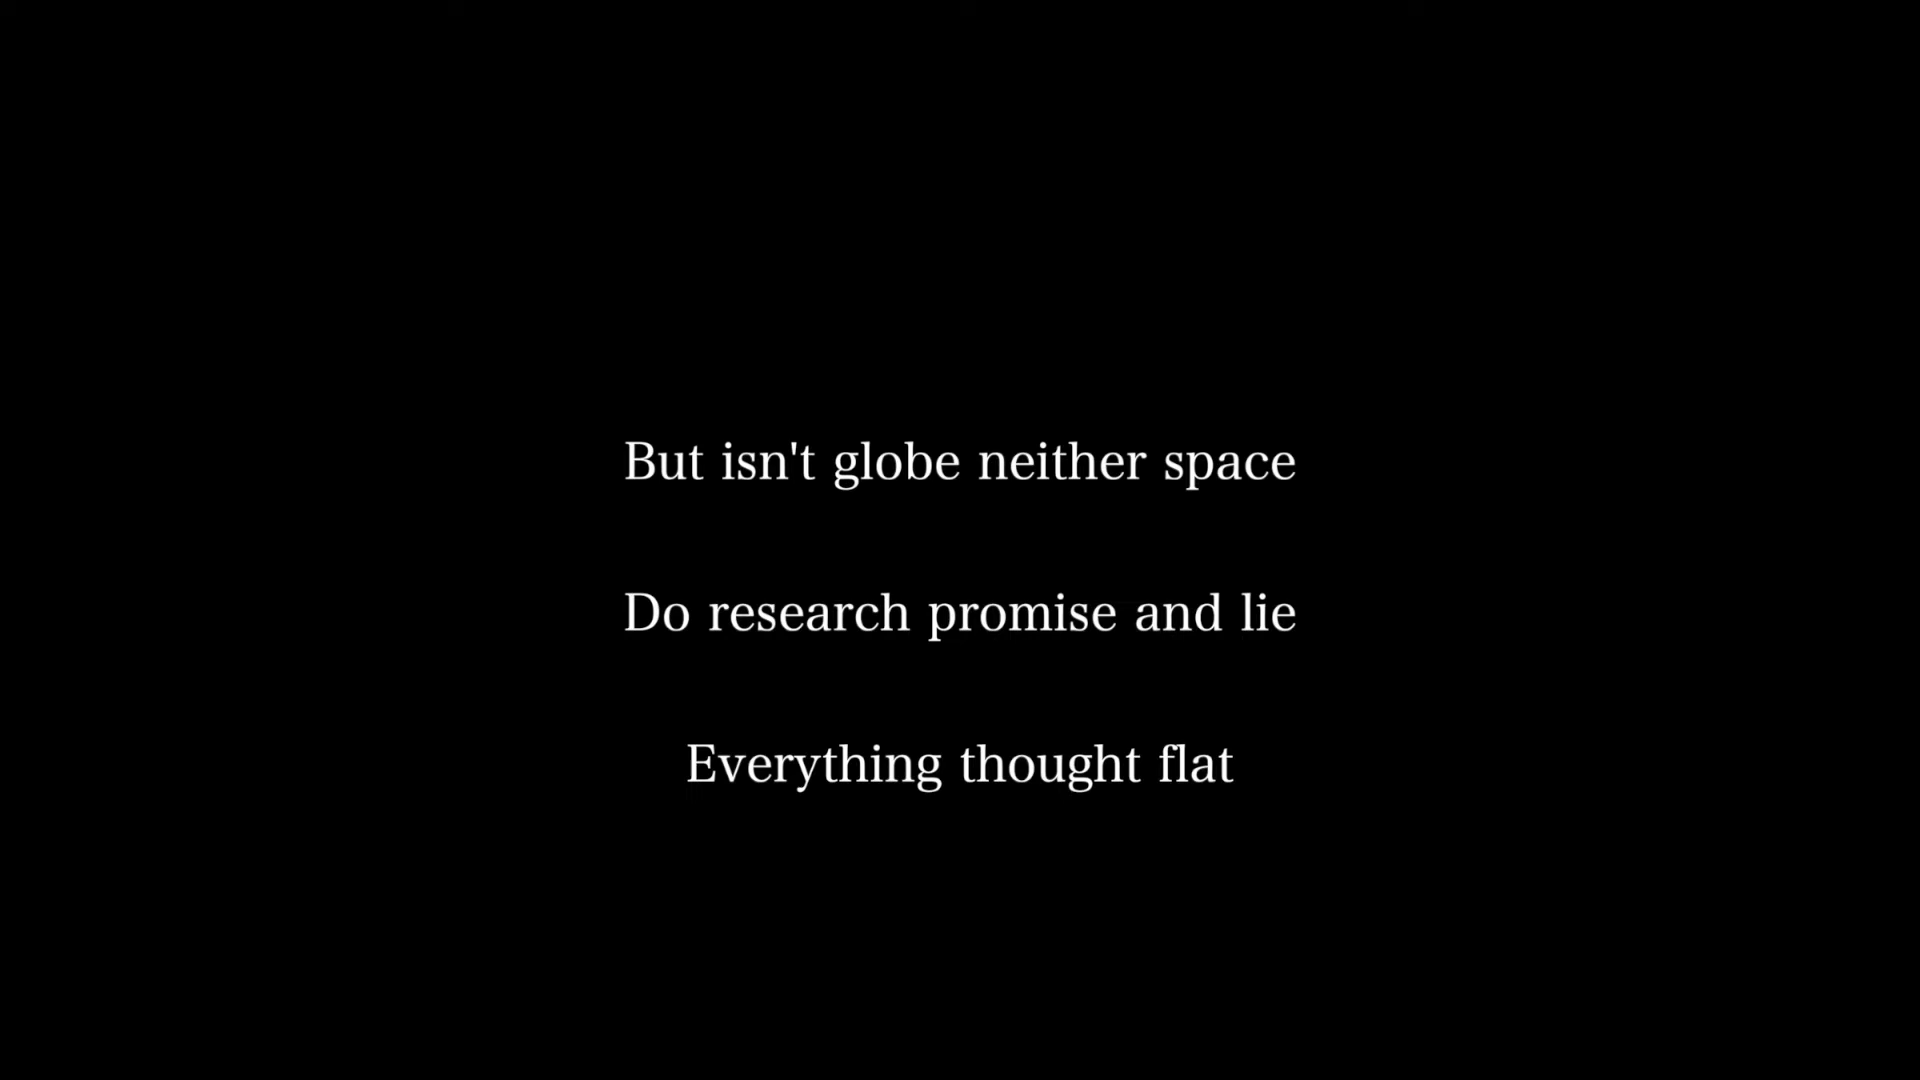 But isn't globe neither space
Do research promise and lie
Everything thought flat